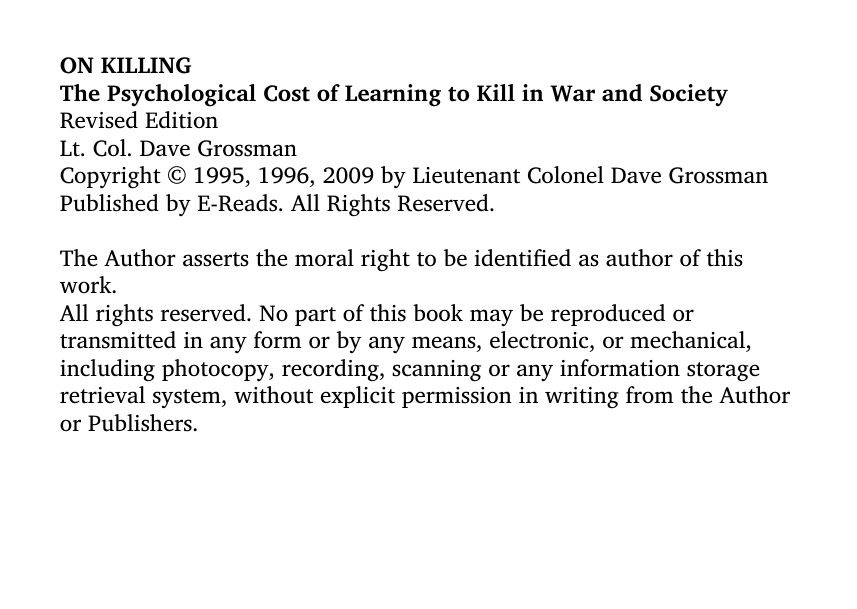 ON KILLING
The Psychological Cost of Learning to Kill in War and Society
Revised Edition
Lt. Col. Dave Grossman
Copyright © 1995, 1996, 2009 by Lieutenant Colonel Dave Grossman
Published by E-Reads. All Rights Reserved.
The Author asserts the moral right to be identified as author of this
work.
All rights reserved. No part of this book may be reproduced or
transmitted in any form or by any means, electronic, or mechanical,
including photocopy, recording, scanning or any information storage
retrieval system, without explicit permission in writing from the Author
or Publishers.